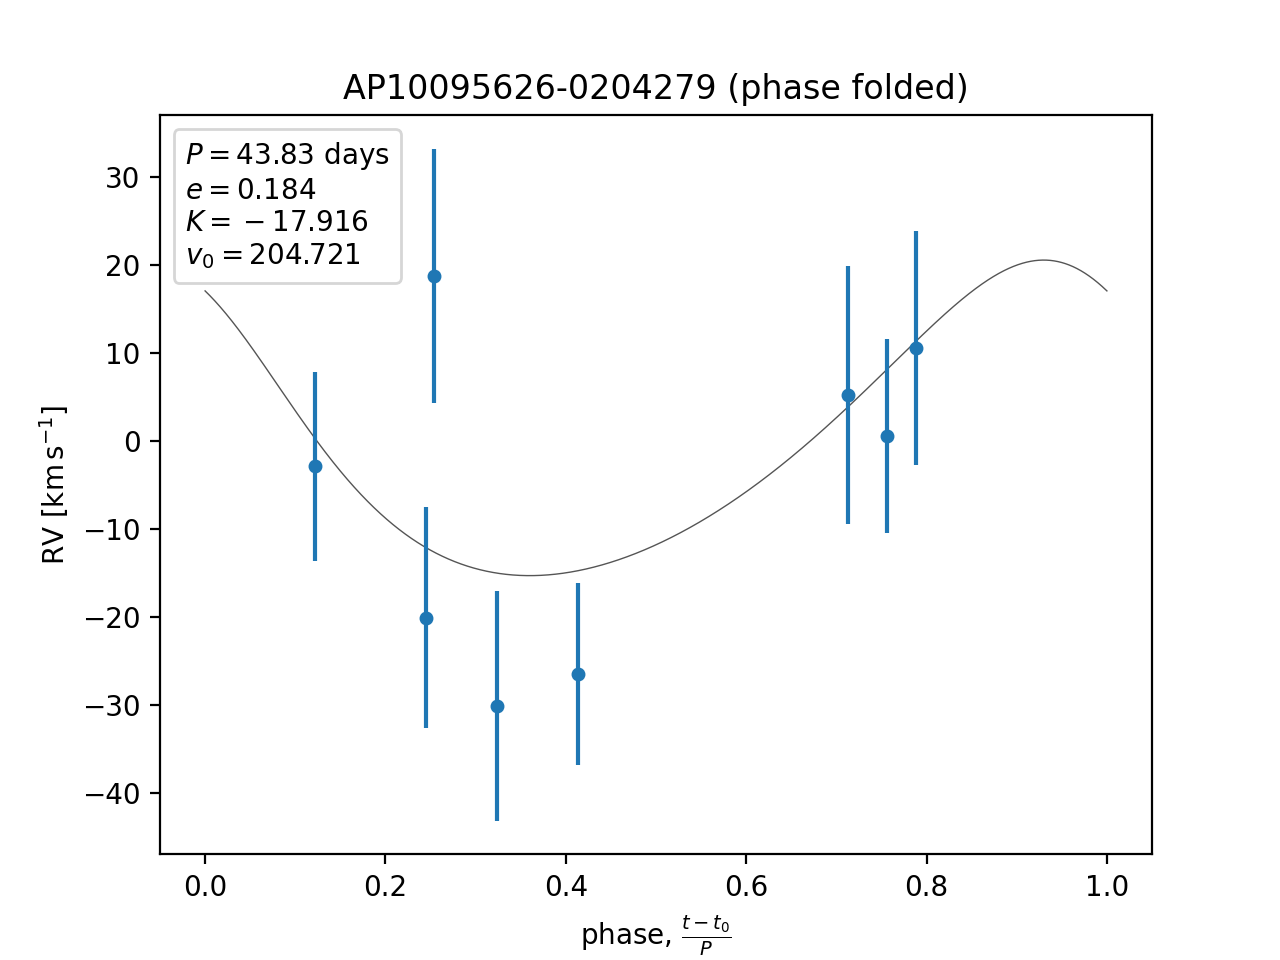 AP10095626-0204279 (phase folded)
P = 43.83 days
e = 0.184
K = −17.916
v₀ = 204.721
30
20
10
0
−10
−20
−30
−40
RV [km s⁻¹]
0.0 0.2 0.4 0.6 0.8 1.0
phase, (t − t₀)/P